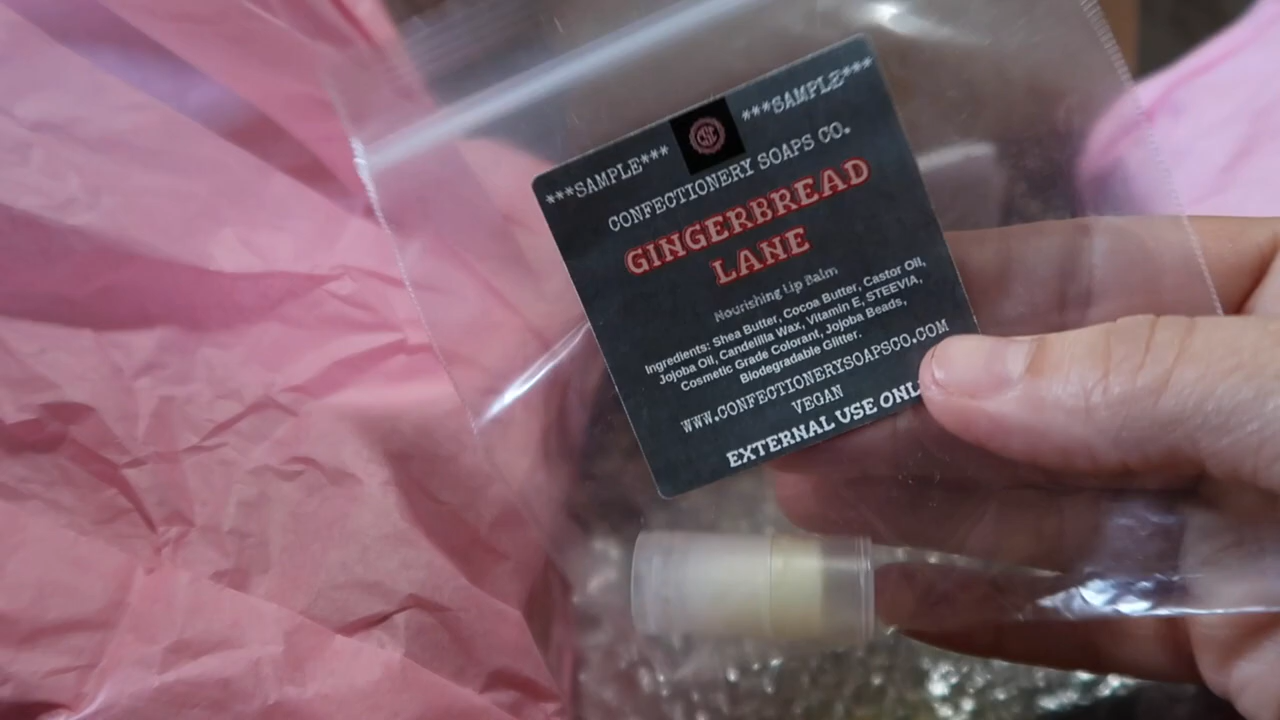 ***SAMPLE*** CSC ***SAMPLE***
CONFECTIONERY SOAPS CO.
GINGERBREAD
LANE
Nourishing Lip Balm
Ingredients: Shea Butter, Cocoa Butter, Castor Oil,
Jojoba Oil, Candelilla Wax, Vitamin E, STEEVIA,
Cosmetic Grade Colorant, Jojoba Beads,
Biodegradable Glitter.
WWW.CONFECTIONERYSOAPSCO.COM
VEGAN
EXTERNAL USE ONL